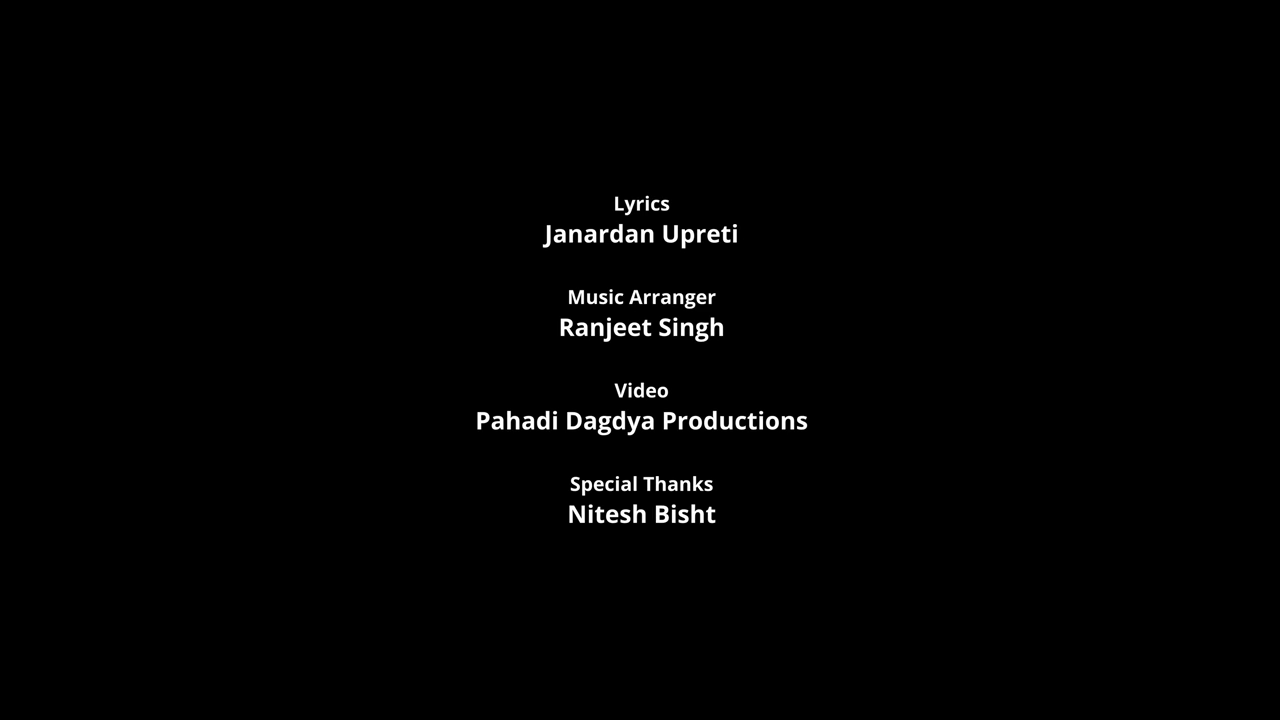 Lyrics
Janardan Upreti
Music Arranger
Ranjeet Singh
Video
Pahadi Dagdya Productions
Special Thanks
Nitesh Bisht